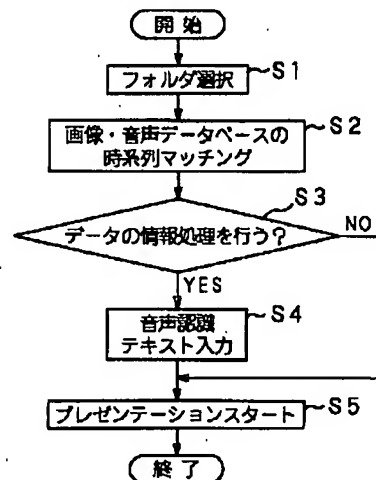 開始
フォルダ選択
S1
画像・音声データベースの
時系列マッチング
S2
データの情報処理を行う?
S3
NO
YES
音声認識
テキスト入力
S4
プレゼンテーションスタート
S5
終了